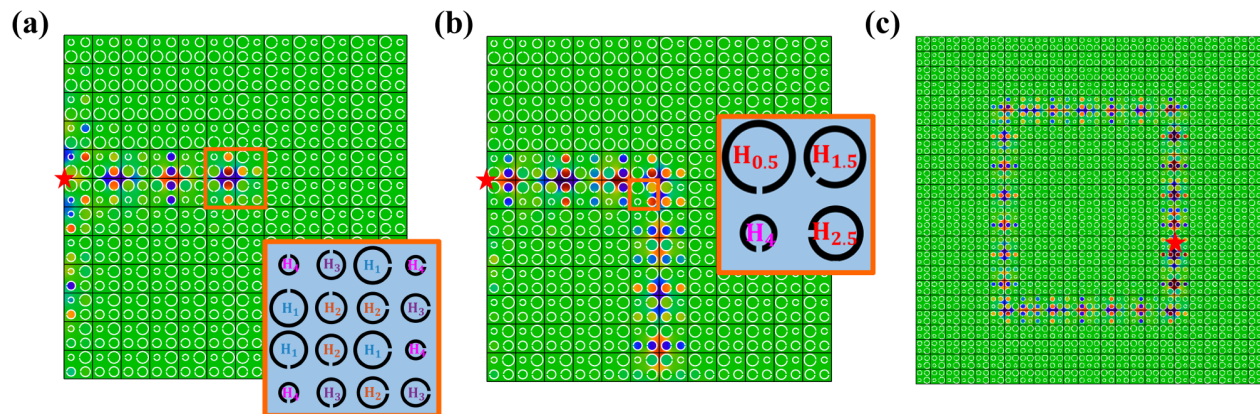 (a)
H₄ H₃ H₁ H₄
H₁ H₂ H₂ H₃
H₁ H₂ H₁ H₄
H₄ H₃ H₂ H₃
(b)
H₀.₅ H₁.₅
H₄ H₂.₅
(c)